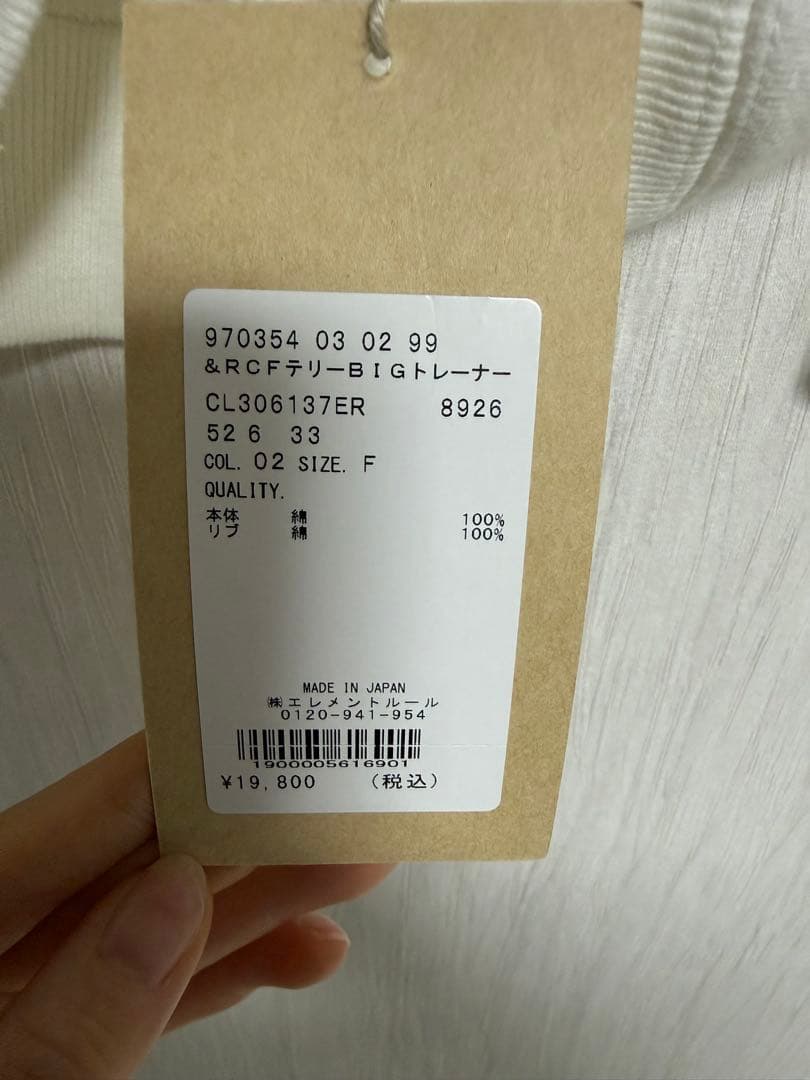 970354 03 02 99
&RCFテリーBIGトレーナー
CL306137ER 8926
52 6 33
COL. 02 SIZE. F
QUALITY.
本体 綿 100%
リブ 綿 100%
MADE IN JAPAN
㈱エレメントルール
0120-941-954
1900005616901
¥19,800 (税込)